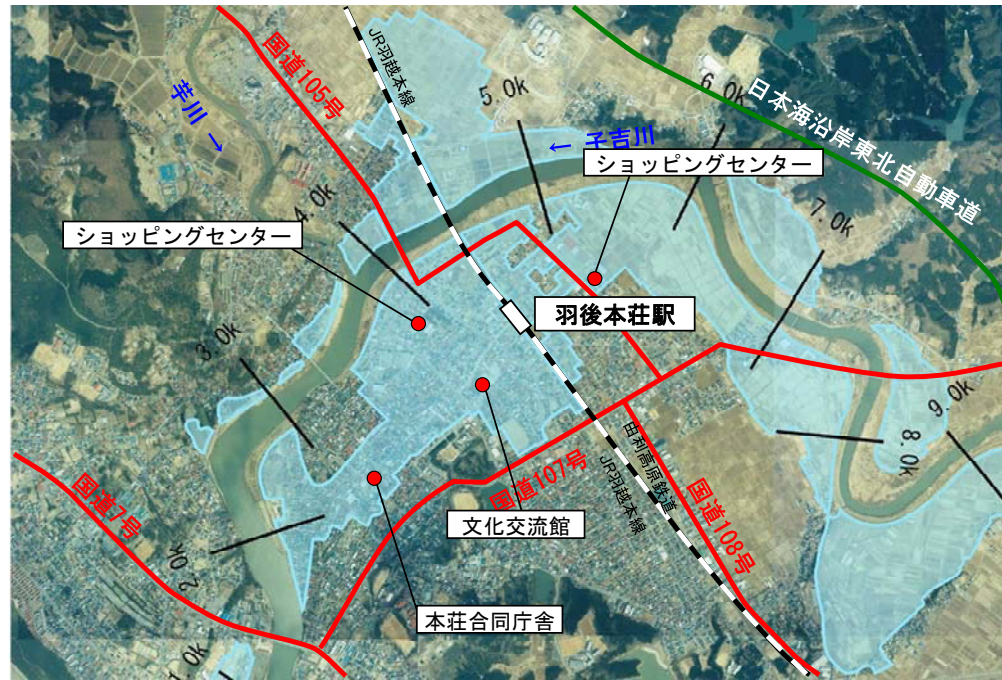 国道105号
JR羽越本線
芋川 →
5.0k
6.0k
日本海沿岸東北自動車道
← 子吉川
ショッピングセンター
4.0k
7.0k
ショッピングセンター
羽後本荘駅
3.0k
9.0k
8.0k
由利高原鉄道
JR羽越本線
国道107号
国道108号
国道7号
文化交流館
2.0k
本荘合同庁舎
1.0k